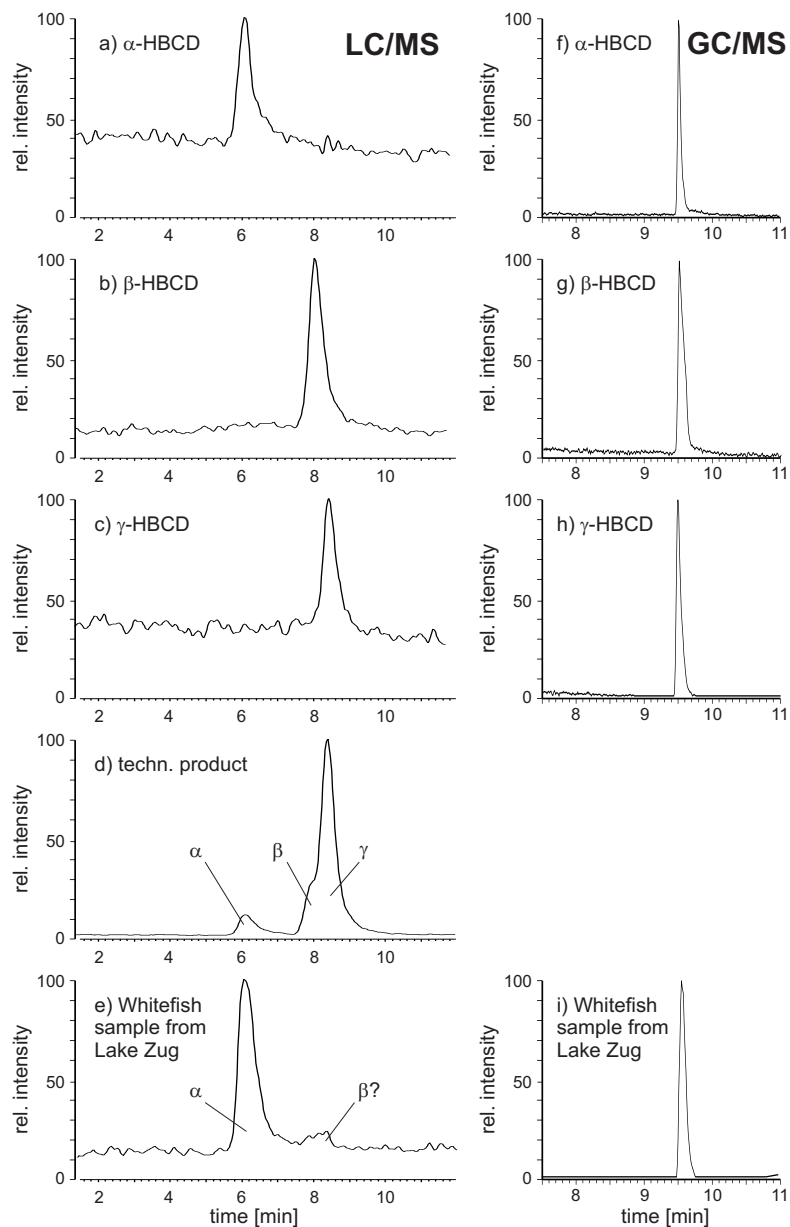 LC/MS
a) α-HBCD
rel. intensity
100
50
0
2 4 6 8 10
b) β-HBCD
rel. intensity
100
50
0
2 4 6 8 10
c) γ-HBCD
rel. intensity
100
50
0
2 4 6 8 10
d) techn. product
α
β
γ
rel. intensity
100
50
0
2 4 6 8 10
e) Whitefish
sample from
Lake Zug
α
β?
rel. intensity
100
50
0
2 4 6 8 10
time [min]
GC/MS
f) α-HBCD
rel. intensity
100
50
0
8 9 10 11
g) β-HBCD
rel. intensity
100
50
0
8 9 10 11
h) γ-HBCD
rel. intensity
100
50
0
8 9 10 11
i) Whitefish
sample from
Lake Zug
rel. intensity
100
50
0
8 9 10 11
time [min]